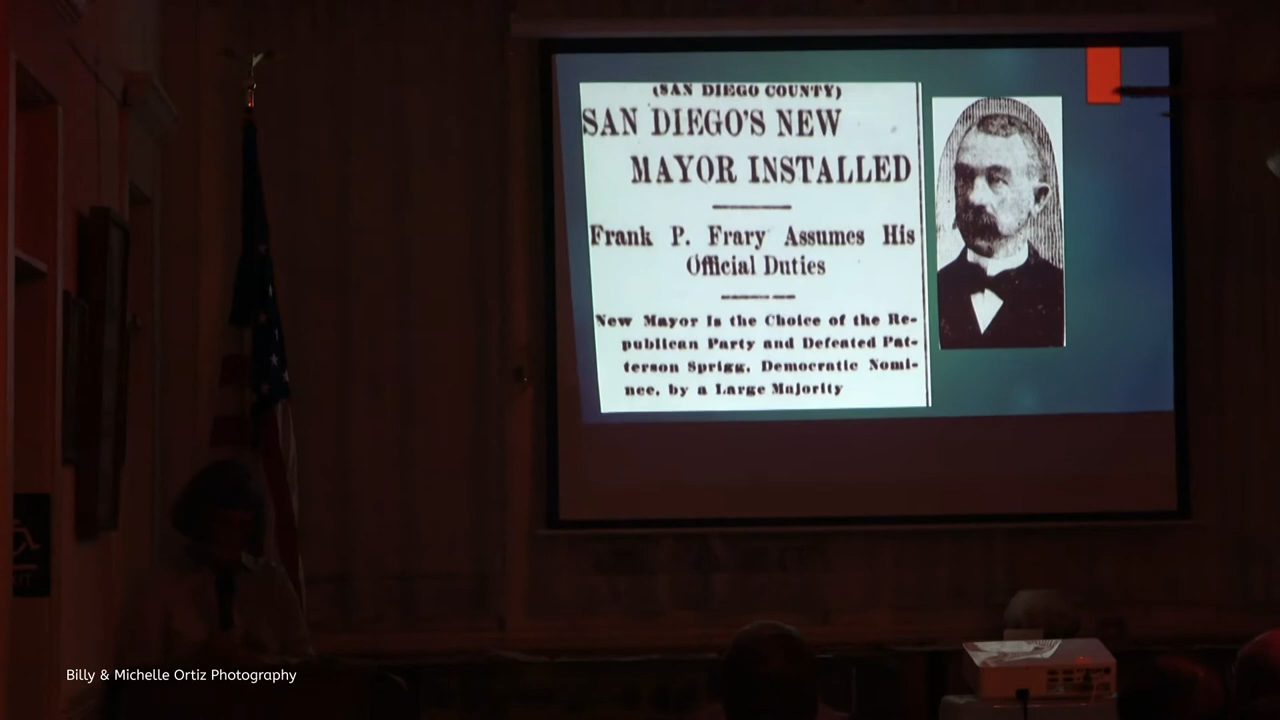 (SAN DIEGO COUNTY)
SAN DIEGO'S NEW
MAYOR INSTALLED
Frank P. Frary Assumes His
Official Duties
New Mayor Is the Choice of the Re-
publican Party and Defeated Pat-
terson Sprigg, Democratic Nomi-
nee, by a Large Majority
Billy & Michelle Ortiz Photography